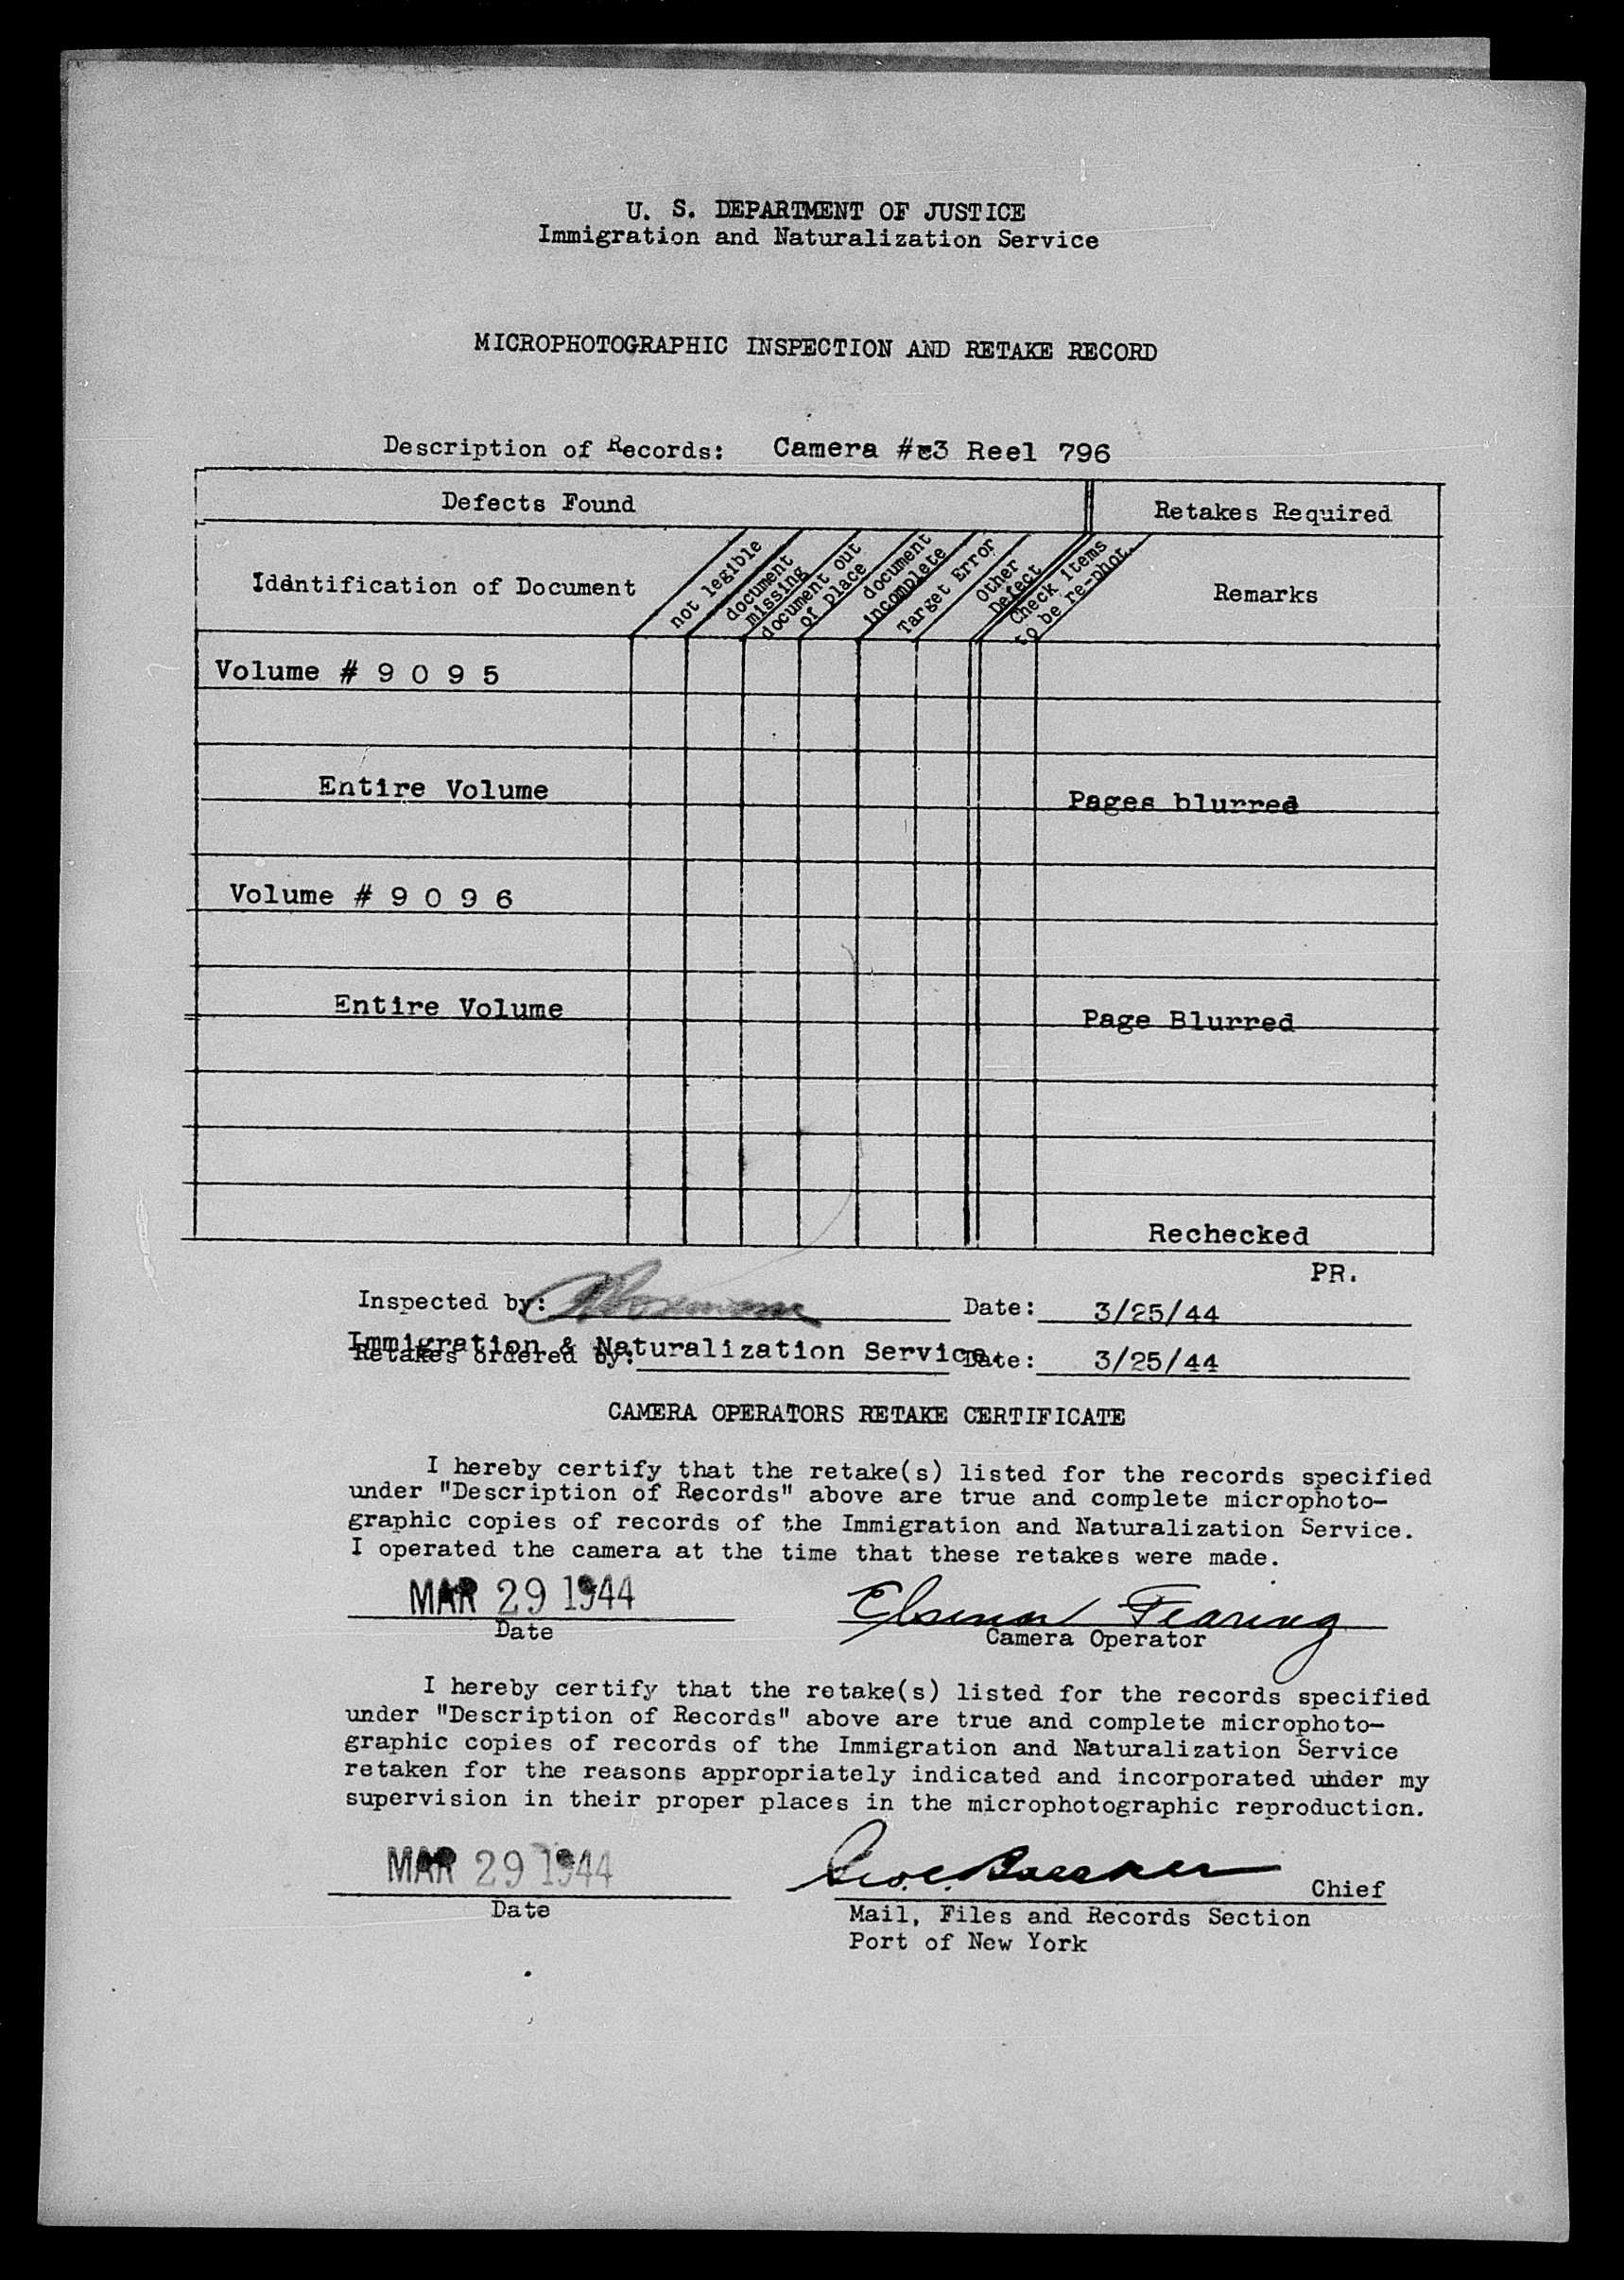 U. S. DEPARTMENT OF JUSTICE
Immigration and Naturalization Service
MICROPHOTOGRAPHIC INSPECTION AND RETAKE RECORD
Description of Records: Camera #3 Reel 796
Defects Found
Retakes Required
Identification of Document
not legible
document missing
document out of place
document incomplete
Target Error
Other Defect
Check items to be re-phot.
Remarks
Volume # 9 0 9 5
Entire Volume
Pages blurred
Volume # 9 0 9 6
Entire Volume
Page Blurred
Rechecked
PR.
Inspected by: Date: 3/25/44
Immigration & Naturalization Service.
Retakes ordered by: Date: 3/25/44
CAMERA OPERATORS RETAKE CERTIFICATE
I hereby certify that the retake(s) listed for the records specified
under "Description of Records" above are true and complete microphoto-
graphic copies of records of the Immigration and Naturalization Service.
I operated the camera at the time that these retakes were made.
MAR 29 1944
Date
Fearing
Camera Operator
I hereby certify that the retake(s) listed for the records specified
under "Description of Records" above are true and complete microphoto-
graphic copies of records of the Immigration and Naturalization Service
retaken for the reasons appropriately indicated and incorporated under my
supervision in their proper places in the microphotographic reproduction.
MAR 29 1944
Date
Chief
Mail, Files and Records Section
Port of New York